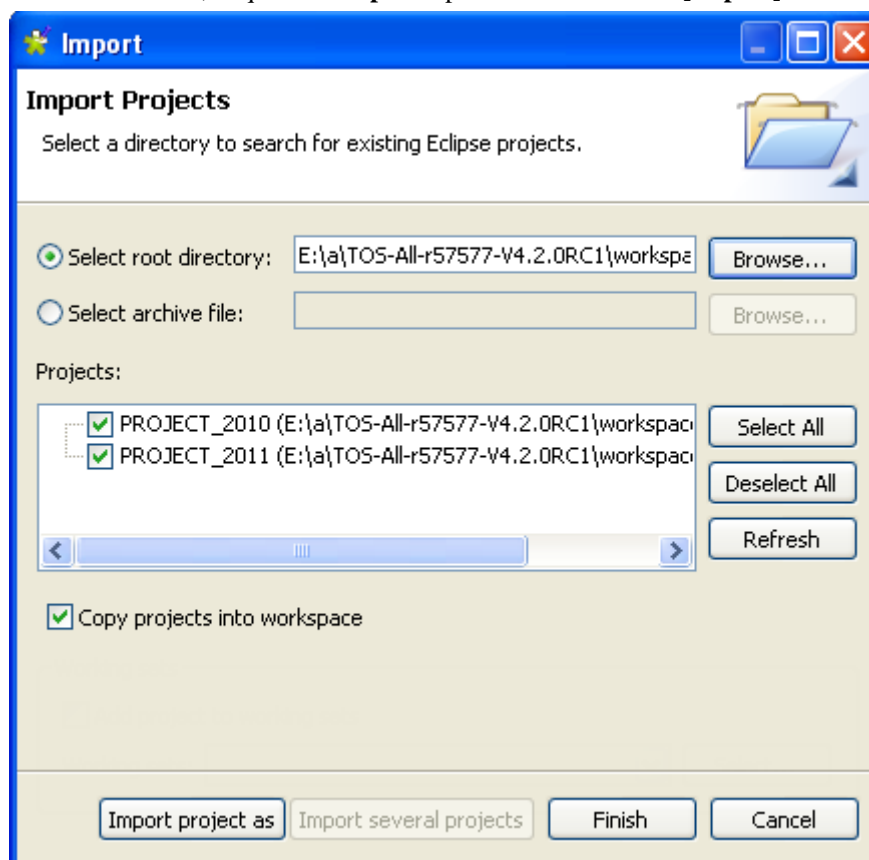 Import
Import Projects
Select a directory to search for existing Eclipse projects.
Select root directory: E:\a\TOS-All-r57577-V4.2.0RC1\workspa Browse...
Select archive file: Browse...
Projects:
PROJECT_2010 (E:\a\TOS-All-r57577-V4.2.0RC1\workspac Select All
PROJECT_2011 (E:\a\TOS-All-r57577-V4.2.0RC1\workspac
Deselect All
Refresh
Copy projects into workspace
Import project as Import several projects Finish Cancel